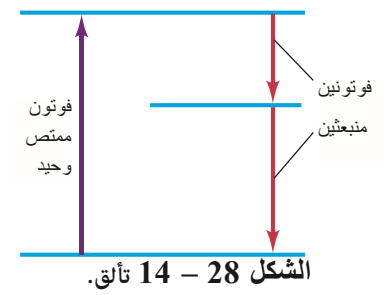 فوتونين
منبعثين
فوتون
ممتص
وحيد
الشكل 28 – 14 تألق.